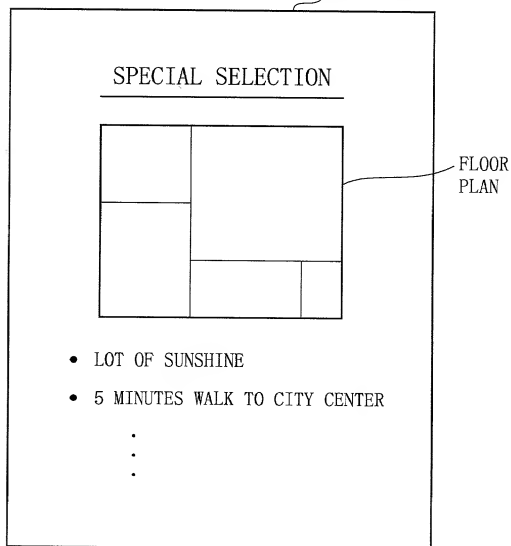 SPECIAL SELECTION
FLOOR
PLAN
• LOT OF SUNSHINE
• 5 MINUTES WALK TO CITY CENTER